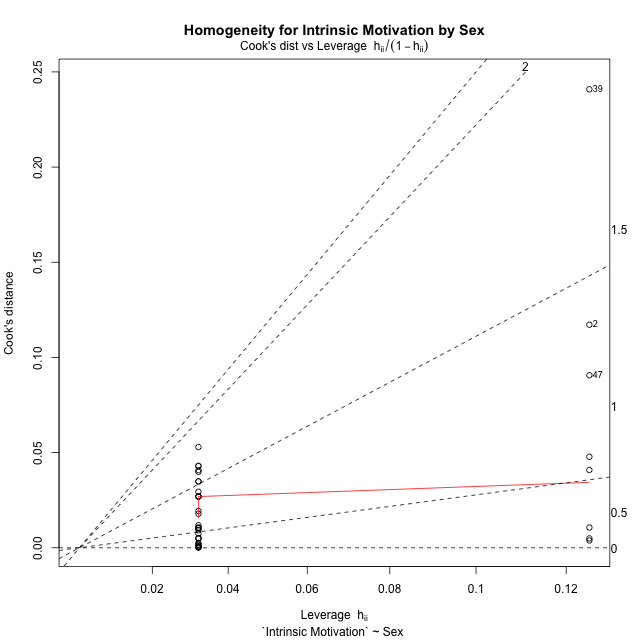 Homogeneity for Intrinsic Motivation by Sex
Cook's dist vs Leverage hii/(1 − hii)
2
0.25
39
0.20
1.5
0.15
2
0.10
47
1
0.05
0.5
0.00
0
Cook's distance
0.02 0.04 0.06 0.08 0.1 0.12
Leverage hii
`Intrinsic Motivation` ~ Sex